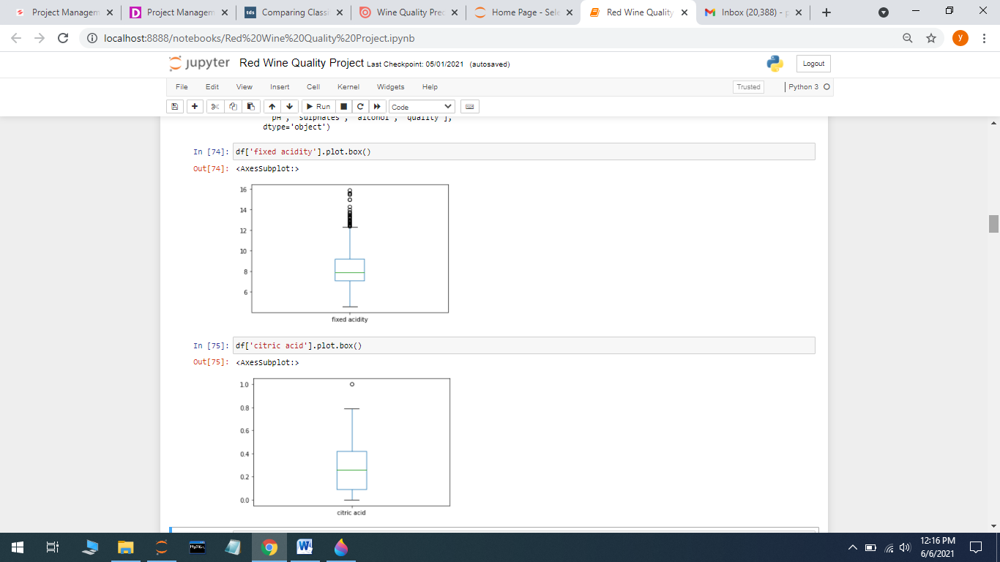 Project Managem
Project Managem
Comparing Classi
Wine Quality Prec
Home Page - Sele
Red Wine Quality
Inbox (20,388) - p
localhost:8888/notebooks/Red%20Wine%20Quality%20Project.ipynb
y
jupyter Red Wine Quality Project Last Checkpoint: 05/01/2021 (autosaved)
Logout
File Edit View Insert Cell Kernel Widgets Help
Trusted
Python 3
Run
Code
'pH', 'sulphates', 'alcohol', 'quality'],
dtype='object')
In [74]: df['fixed acidity'].plot.box()
Out[74]: <AxesSubplot:>
16
14
12
10
8
6
fixed acidity
In [75]: df['citric acid'].plot.box()
Out[75]: <AxesSubplot:>
1.0
0.8
0.6
0.4
0.2
0.0
citric acid
12:16 PM
6/6/2021